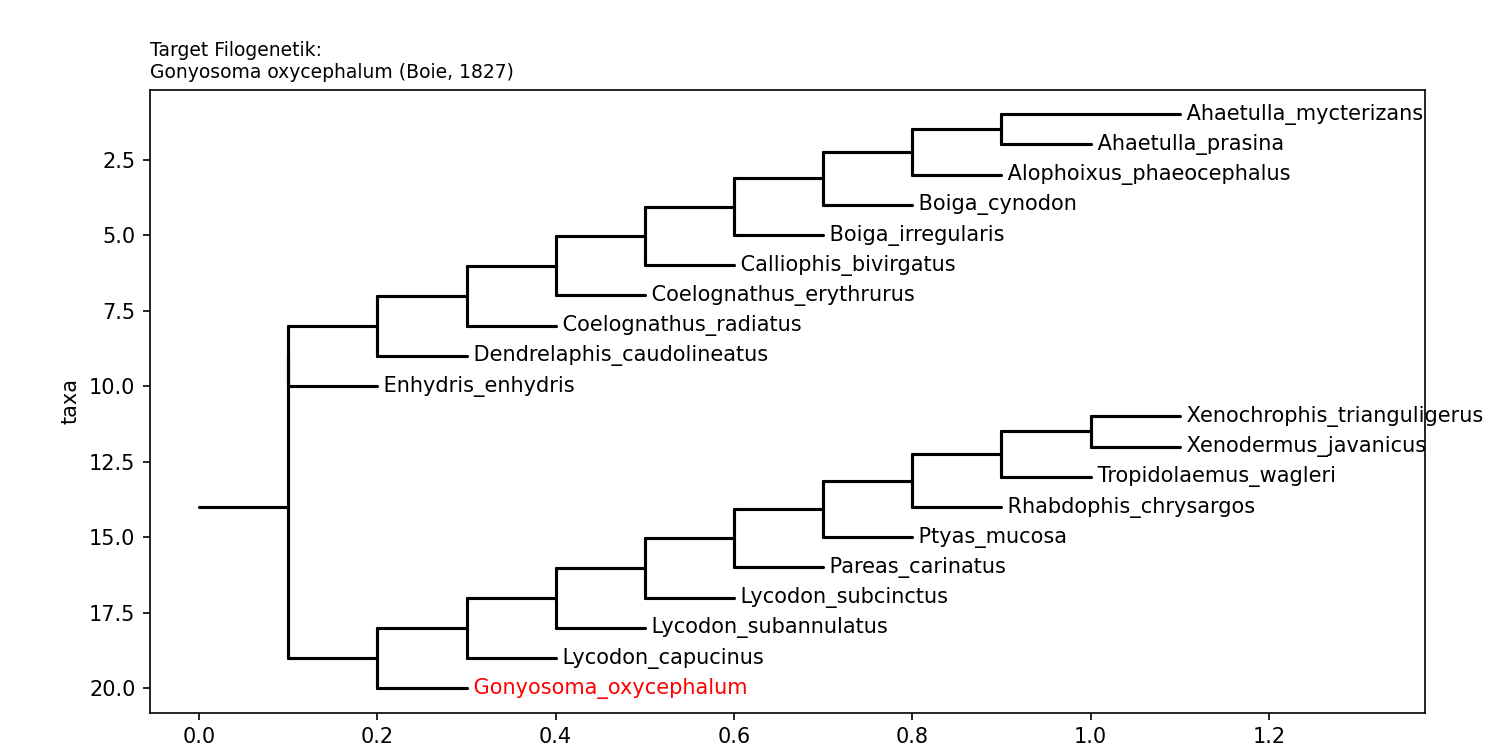 Target Filogenetik:
Gonyosoma oxycephalum (Boie, 1827)
Ahaetulla_mycterizans
Ahaetulla_prasina
2.5
Alophoixus_phaeocephalus
Boiga_cynodon
5.0
Boiga_irregularis
Calliophis_bivirgatus
Coelognathus_erythrurus
7.5
Coelognathus_radiatus
Dendrelaphis_caudolineatus
10.0
Enhydris_enhydris
taxa
Xenochrophis_trianguligerus
Xenodermus_javanicus
12.5
Tropidolaemus_wagleri
Rhabdophis_chrysargos
15.0
Ptyas_mucosa
Pareas_carinatus
Lycodon_subcinctus
17.5
Lycodon_subannulatus
Lycodon_capucinus
20.0
Gonyosoma_oxycephalum
0.0 0.2 0.4 0.6 0.8 1.0 1.2